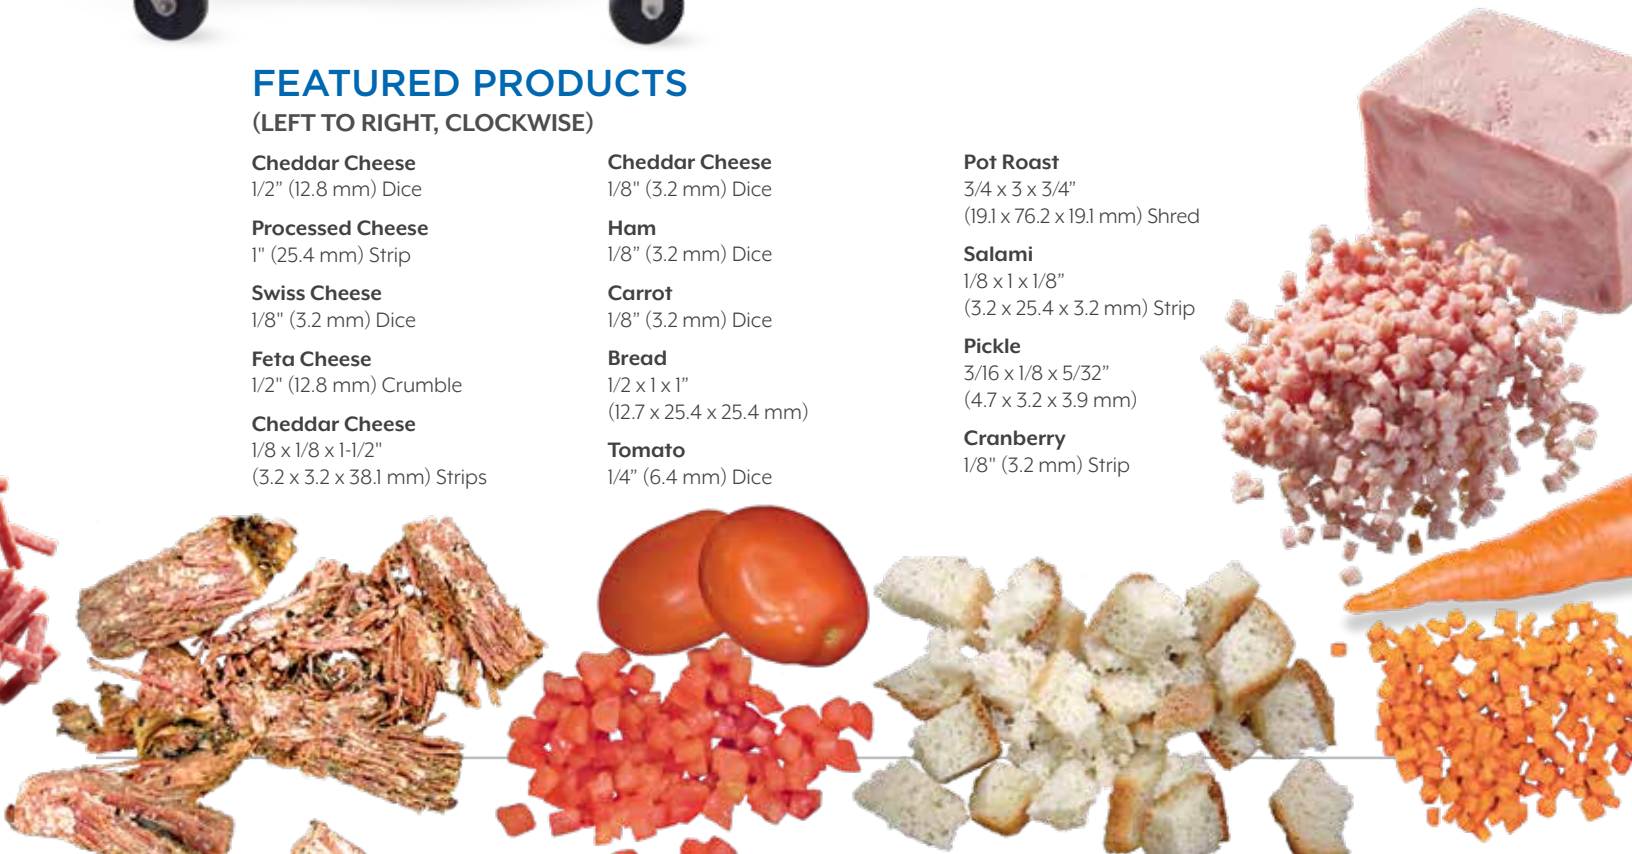 FEATURED PRODUCTS
(LEFT TO RIGHT, CLOCKWISE)
Cheddar Cheese
1/2” (12.8 mm) Dice
Processed Cheese
1" (25.4 mm) Strip
Swiss Cheese
1/8" (3.2 mm) Dice
Feta Cheese
1/2" (12.8 mm) Crumble
Cheddar Cheese
1/8 x 1/8 x 1-1/2"
(3.2 x 3.2 x 38.1 mm) Strips
Cheddar Cheese
1/8" (3.2 mm) Dice
Ham
1/8” (3.2 mm) Dice
Carrot
1/8” (3.2 mm) Dice
Bread
1/2 x 1 x 1”
(12.7 x 25.4 x 25.4 mm)
Tomato
1/4” (6.4 mm) Dice
Pot Roast
3/4 x 3 x 3/4”
(19.1 x 76.2 x 19.1 mm) Shred
Salami
1/8 x 1 x 1/8”
(3.2 x 25.4 x 3.2 mm) Strip
Pickle
3/16 x 1/8 x 5/32”
(4.7 x 3.2 x 3.9 mm)
Cranberry
1/8" (3.2 mm) Strip